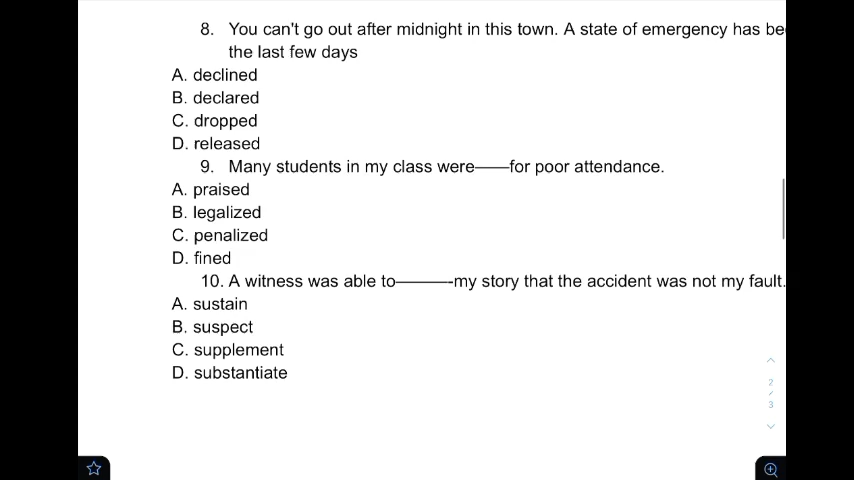 8. You can't go out after midnight in this town. A state of emergency has be
the last few days
A. declined
B. declared
C. dropped
D. released
9. Many students in my class were——for poor attendance.
A. praised
B. legalized
C. penalized
D. fined
10. A witness was able to———-my story that the accident was not my fault.
A. sustain
B. suspect
C. supplement
D. substantiate
2
/
3